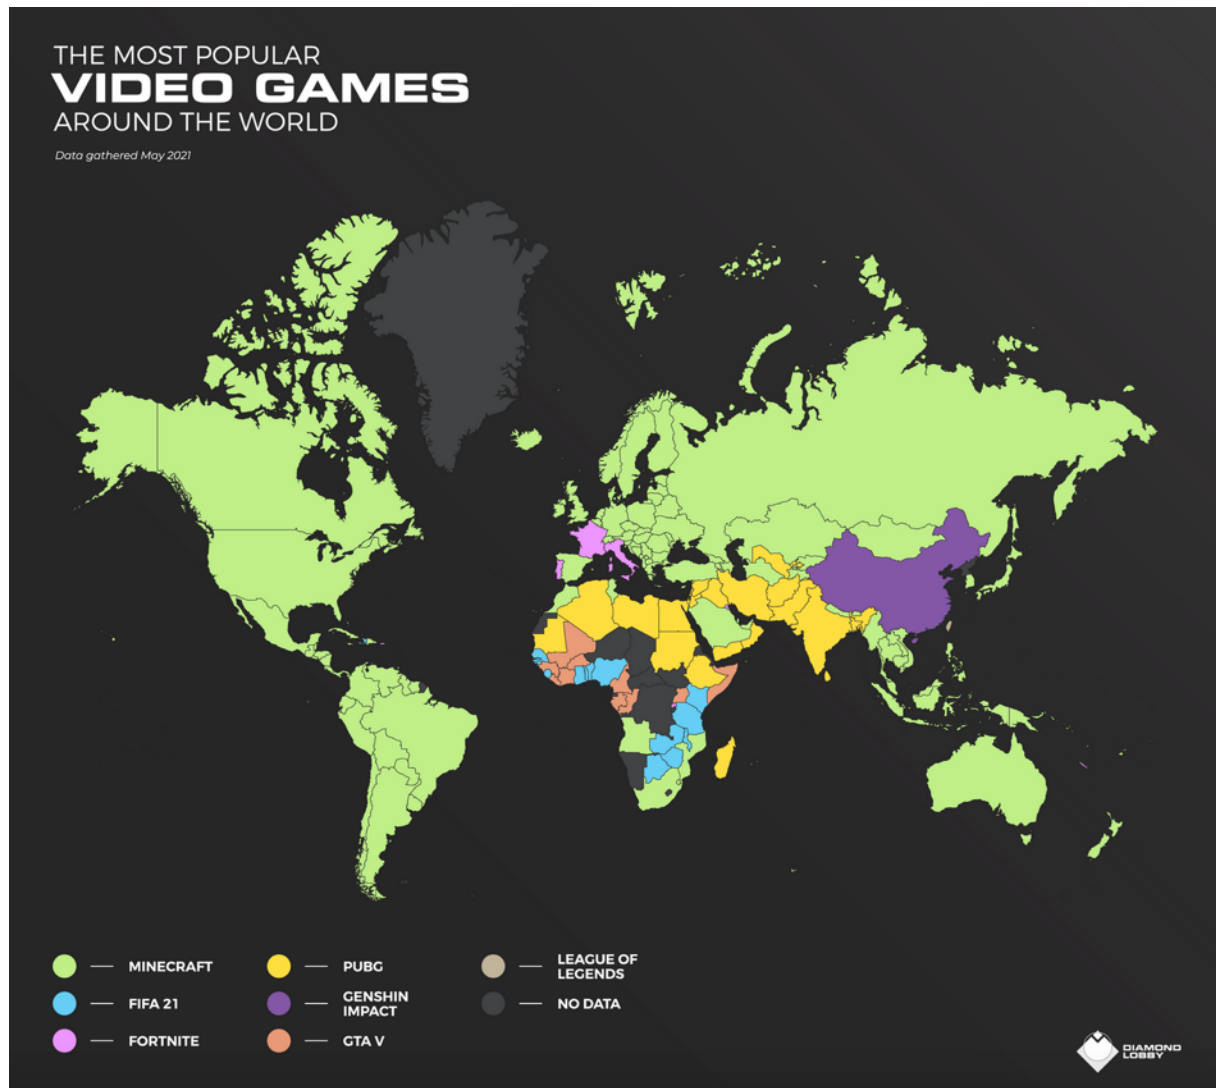 THE MOST POPULAR
VIDEO GAMES
AROUND THE WORLD
Data gathered May 2021
MINECRAFT
FIFA 21
FORTNITE
PUBG
GENSHIN
IMPACT
GTA V
LEAGUE OF
LEGENDS
NO DATA
DIAMOND
LOBBY